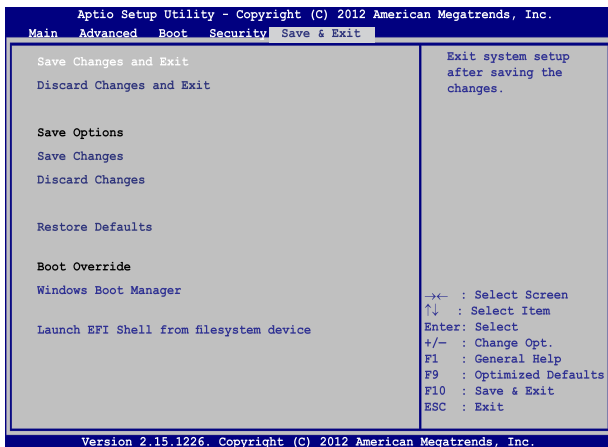 Aptio Setup Utility - Copyright (C) 2012 American Megatrends, Inc.
Main Advanced Boot Security Save & Exit
Save Changes and Exit
Discard Changes and Exit
Save Options
Save Changes
Discard Changes
Restore Defaults
Boot Override
Windows Boot Manager
Launch EFI Shell from filesystem device
Exit system setup
after saving the
changes.
→← : Select Screen
↑↓ : Select Item
Enter: Select
+/— : Change Opt.
F1 : General Help
F9 : Optimized Defaults
F10 : Save & Exit
ESC : Exit
Version 2.15.1226. Copyright (C) 2012 American Megatrends, Inc.